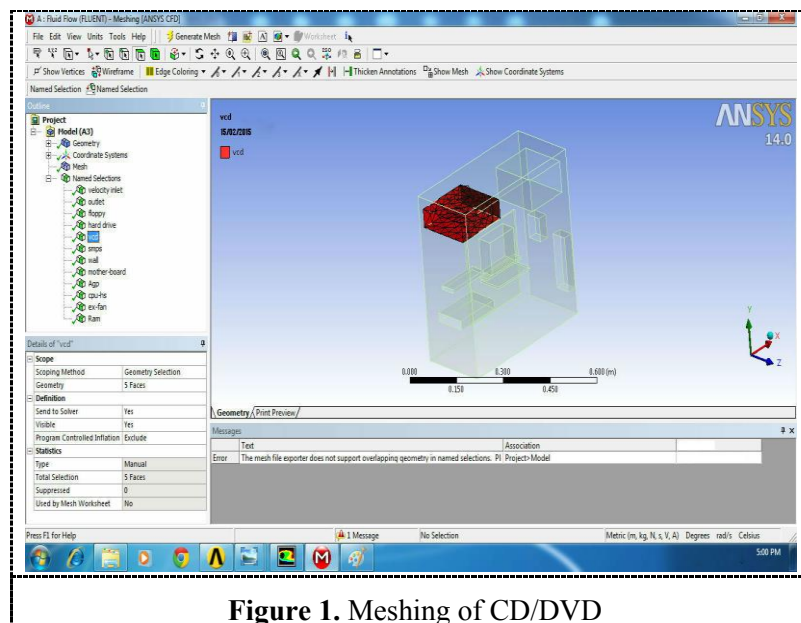 A : Fluid Flow (FLUENT) - Meshing [ANSYS CFD]
File Edit View Units Tools Help Generate Mesh Worksheet
Show Vertices Wireframe Edge Coloring Thicken Annotations Show Mesh Show Coordinate Systems
Named Selection Named Selection
Outline
Project
Model (A3)
Geometry
Coordinate Systems
Mesh
Named Selections
velocity inlet
outlet
floppy
hard drive
vcd
smps
wall
mother-board
Agp
cpu-hs
ex-fan
Ram
Details of "vcd"
Scope
Scoping Method Geometry Selection
Geometry 5 Faces
Definition
Send to Solver Yes
Visible Yes
Program Controlled Inflation Exclude
Statistics
Type Manual
Total Selection 5 Faces
Suppressed 0
Used by Mesh Worksheet No
vcd
15/02/2015
vcd
ANSYS
14.0
Y
X
Z
0.000 0.300 0.600 (m)
0.150 0.450
Geometry Print Preview
Messages
Text Association
Error The mesh file exporter does not support overlapping geometry in named selections. Pl Project>Model
Press F1 for Help 1 Message No Selection Metric (m, kg, N, s, V, A) Degrees rad/s Celsius
5:00 PM
Figure 1. Meshing of CD/DVD